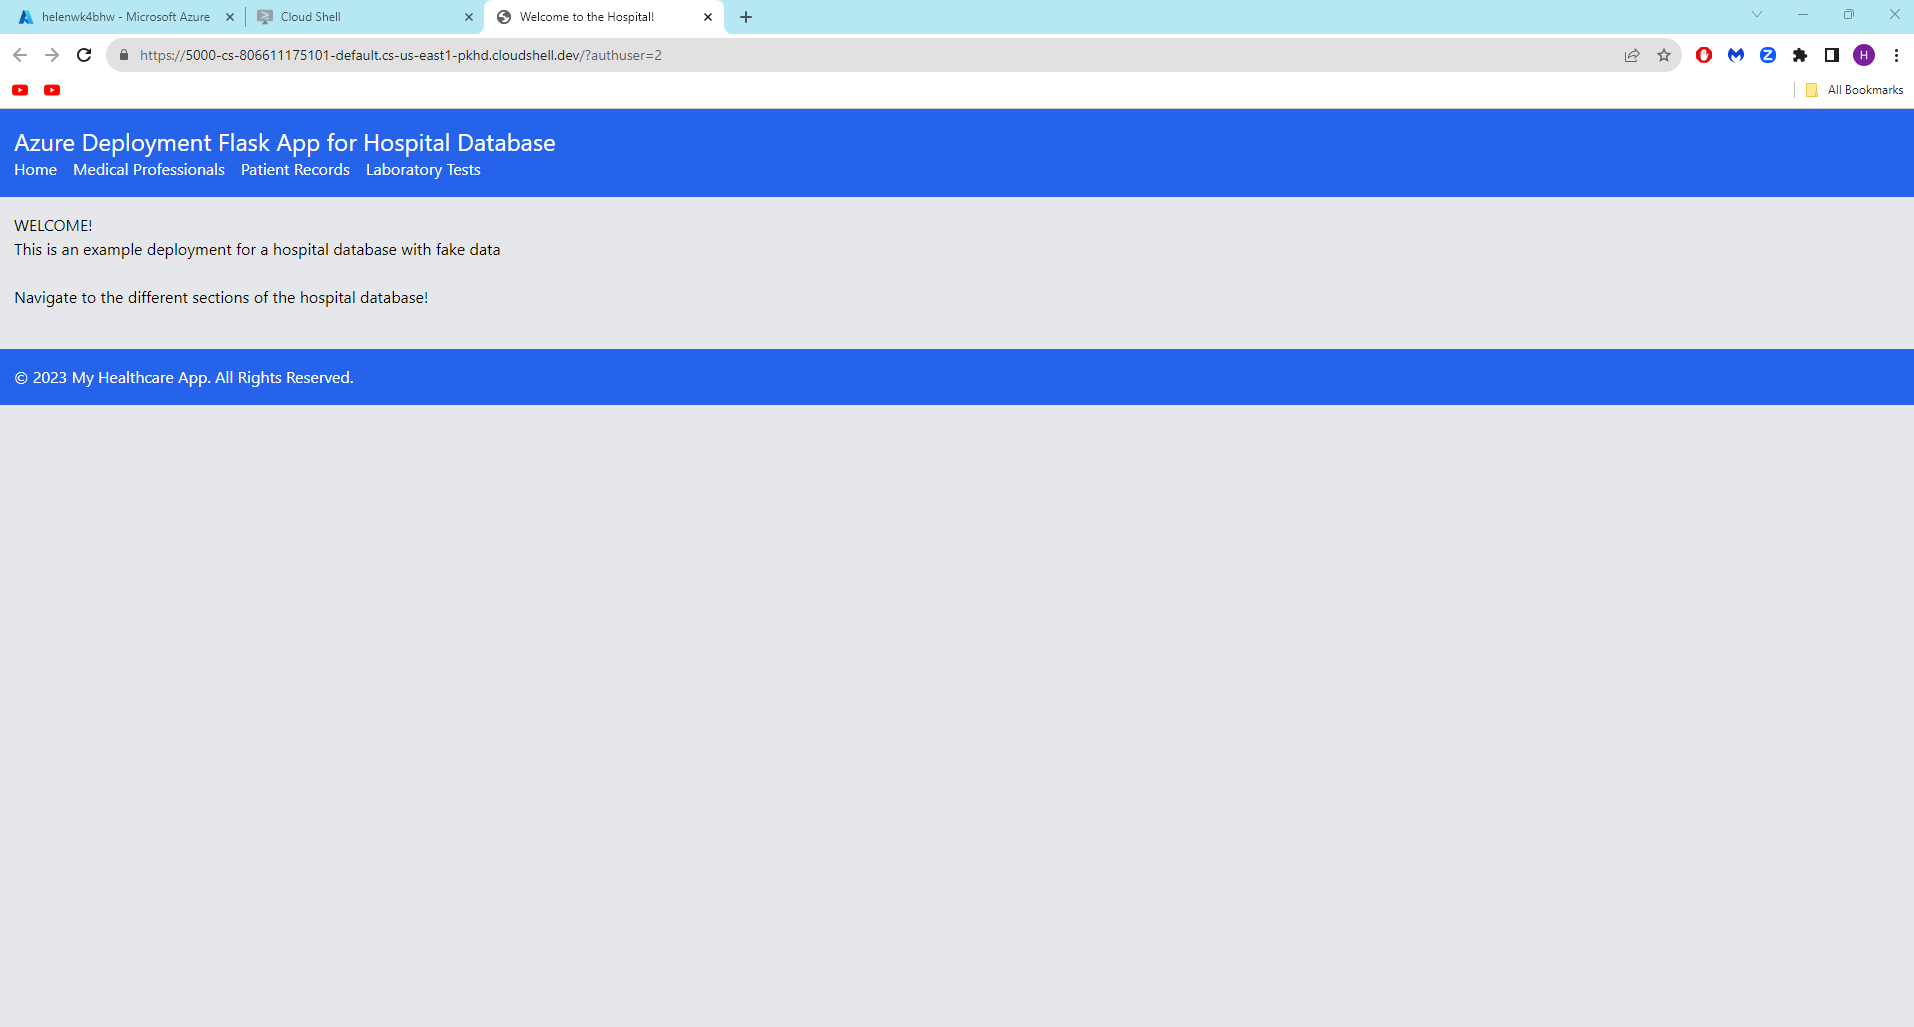 helenwk4bhw - Microsoft Azure
Cloud Shell
Welcome to the Hospital!
https://5000-cs-806611175101-default.cs-us-east1-pkhd.cloudshell.dev/?authuser=2
Z
H
All Bookmarks
Azure Deployment Flask App for Hospital Database
Home Medical Professionals Patient Records Laboratory Tests
WELCOME!
This is an example deployment for a hospital database with fake data
Navigate to the different sections of the hospital database!
© 2023 My Healthcare App. All Rights Reserved.